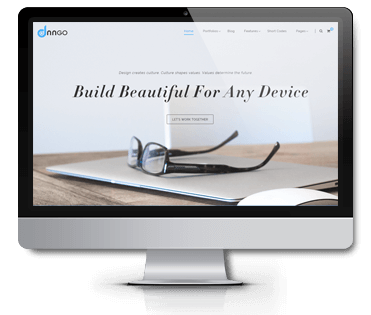 dnnGO
Home Portfolio Blog Features Short Codes Pages
Design creates culture. Culture shapes values. Values determine the future.
Build Beautiful For Any Device
LET'S WORK TOGETHER